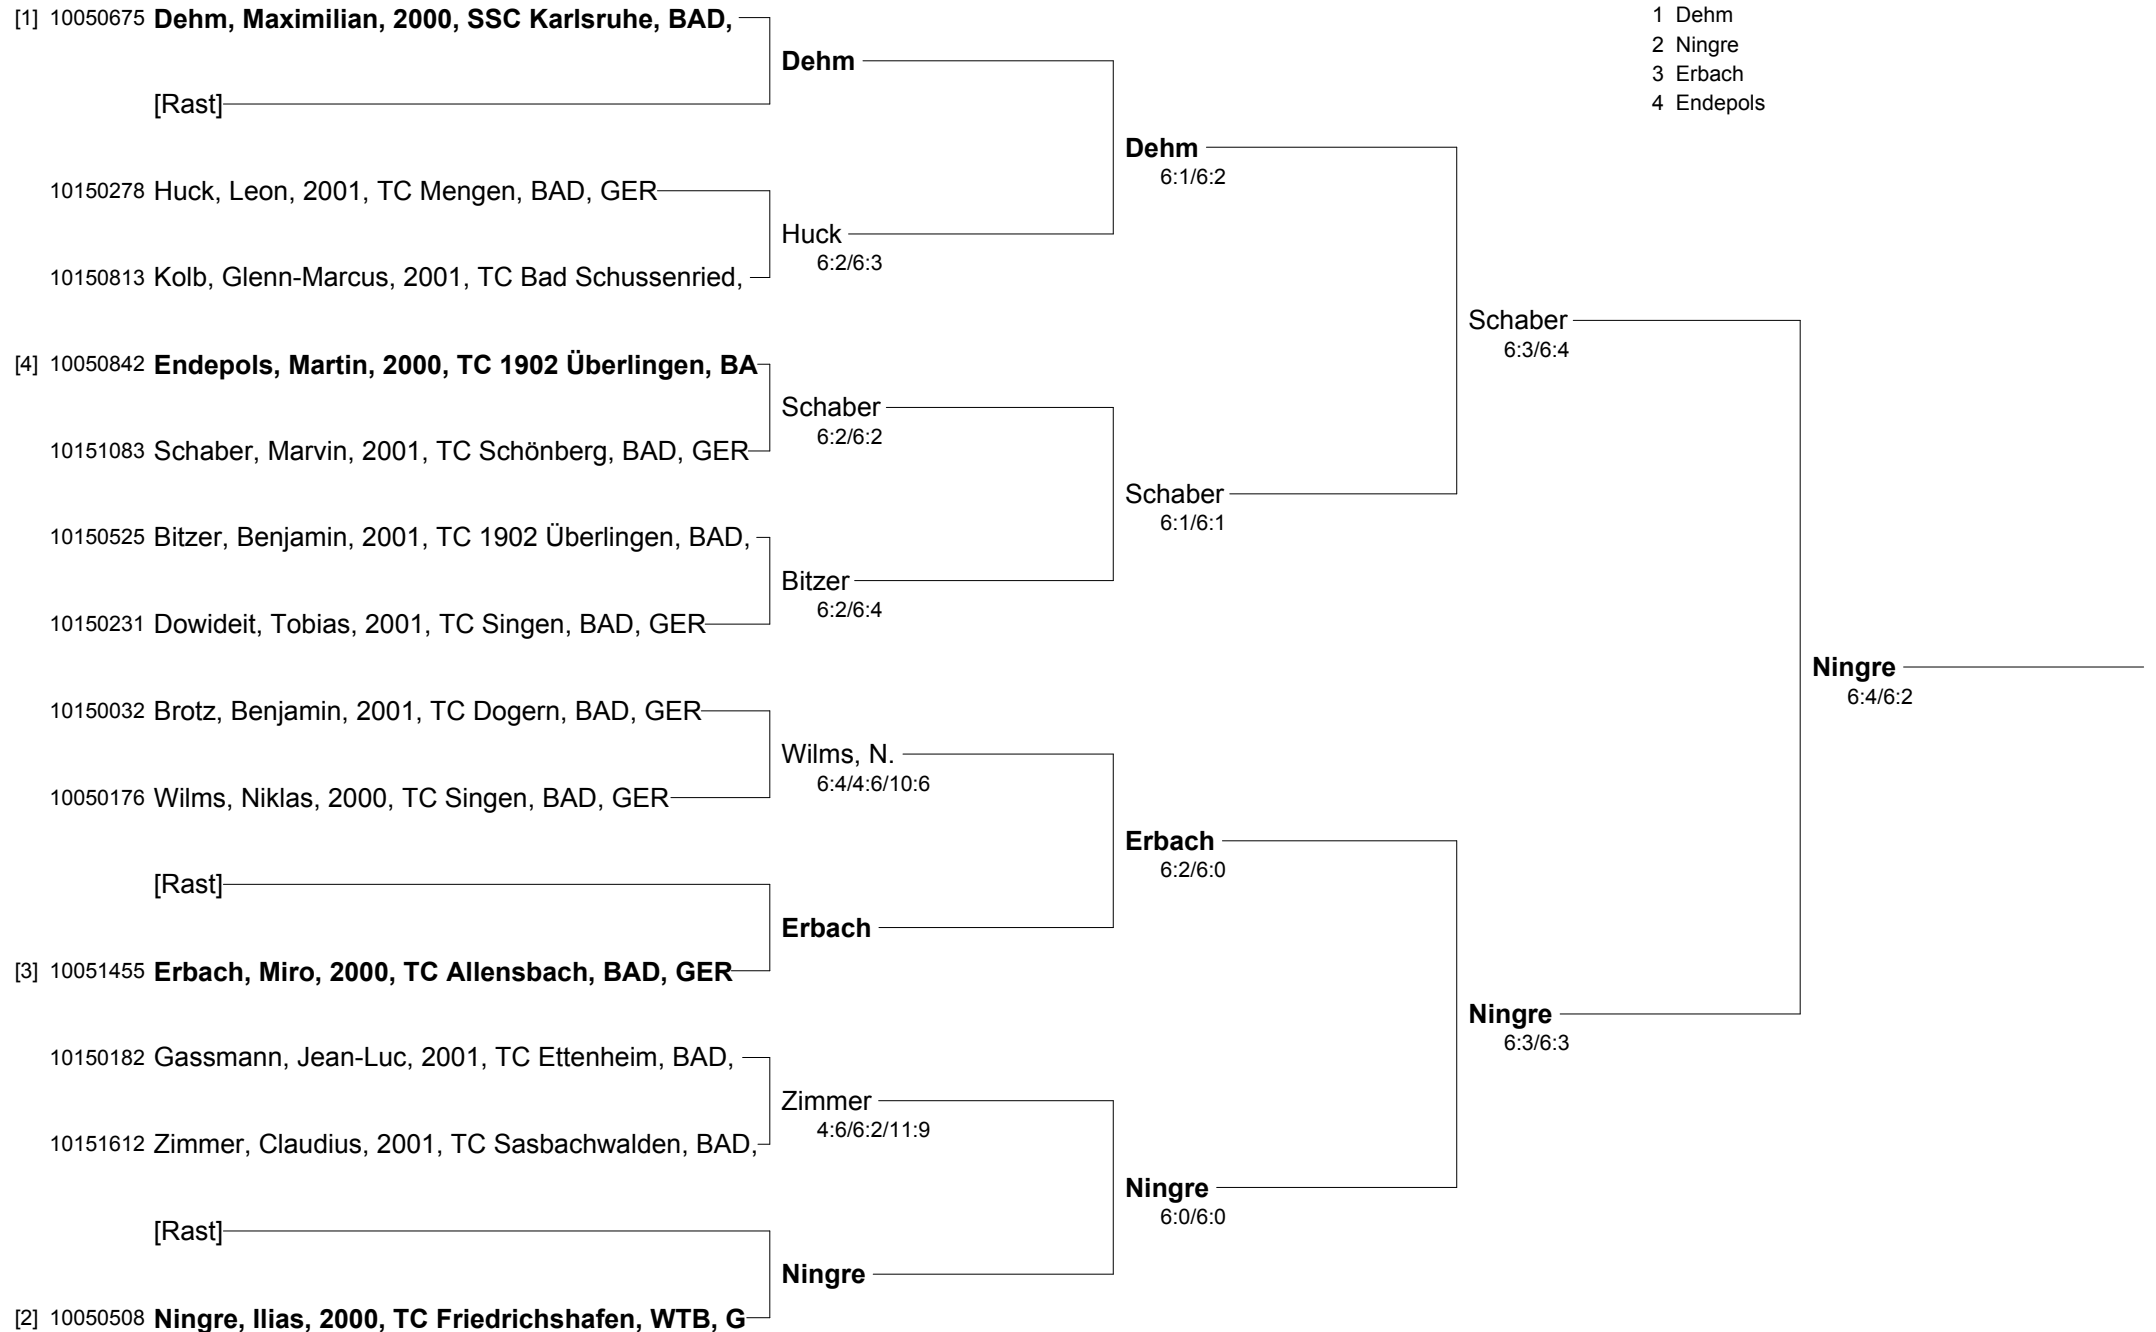 [1] 10050675 Dehm, Maximilian, 2000, SSC Karlsruhe, BAD,
[Rast]
10150278 Huck, Leon, 2001, TC Mengen, BAD, GER
10150813 Kolb, Glenn-Marcus, 2001, TC Bad Schussenried,
[4] 10050842 Endepols, Martin, 2000, TC 1902 Überlingen, BA
10151083 Schaber, Marvin, 2001, TC Schönberg, BAD, GER
10150525 Bitzer, Benjamin, 2001, TC 1902 Überlingen, BAD,
10150231 Dowideit, Tobias, 2001, TC Singen, BAD, GER
10150032 Brotz, Benjamin, 2001, TC Dogern, BAD, GER
10050176 Wilms, Niklas, 2000, TC Singen, BAD, GER
[Rast]
[3] 10051455 Erbach, Miro, 2000, TC Allensbach, BAD, GER
10150182 Gassmann, Jean-Luc, 2001, TC Ettenheim, BAD,
10151612 Zimmer, Claudius, 2001, TC Sasbachwalden, BAD,
[Rast]
[2] 10050508 Ningre, Ilias, 2000, TC Friedrichshafen, WTB, G
Dehm
Huck
6:2/6:3
Schaber
6:2/6:2
Bitzer
6:2/6:4
Wilms, N.
6:4/4:6/10:6
Erbach
Zimmer
4:6/6:2/11:9
Ningre
Dehm
6:1/6:2
Schaber
6:1/6:1
Erbach
6:2/6:0
Ningre
6:0/6:0
Schaber
6:3/6:4
Ningre
6:3/6:3
Ningre
6:4/6:2
1 Dehm
2 Ningre
3 Erbach
4 Endepols